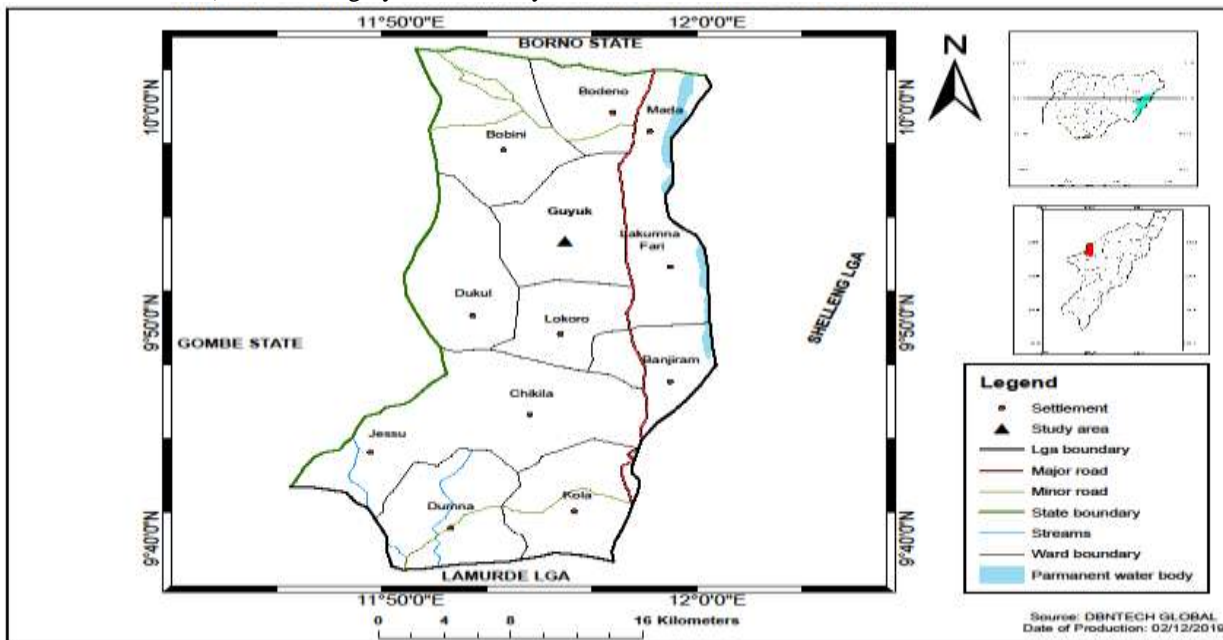 11°50'0"E 12°0'0"E
BORNO STATE
N
10°0'0"N
10°0'0"N
Bodeno
Mada
Bobini
Guyuk
Lakumna
Fari
SHELLENG LGA
Dukul
Lokoro
9°50'0"N
9°50'0"N
GOMBE STATE
Banjiram
Chikila
Jessu
Dumna
Kola
9°40'0"N
9°40'0"N
LAMURDE LGA
11°50'0"E 12°0'0"E
0 4 8 16 Kilometers
Legend
Settlement
Study area
Lga boundary
Major road
Minor road
State boundary
Streams
Ward boundary
Parmanent water body
Source: DBNTECH GLOBAL
Date of Production: 02/12/2019